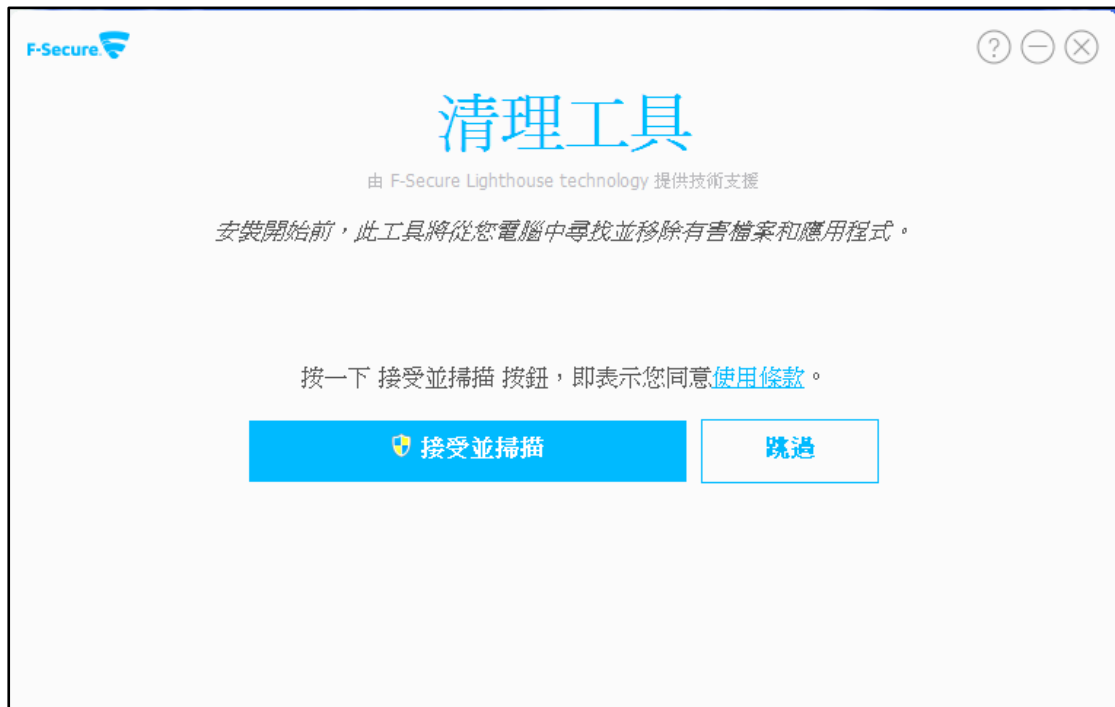 F-Secure
清理工具
由 F-Secure Lighthouse technology 提供技術支援
安裝開始前，此工具將從您電腦中尋找並移除有害檔案和應用程式。
按一下 接受並掃描 按鈕，即表示您同意使用條款。
接受並掃描
跳過